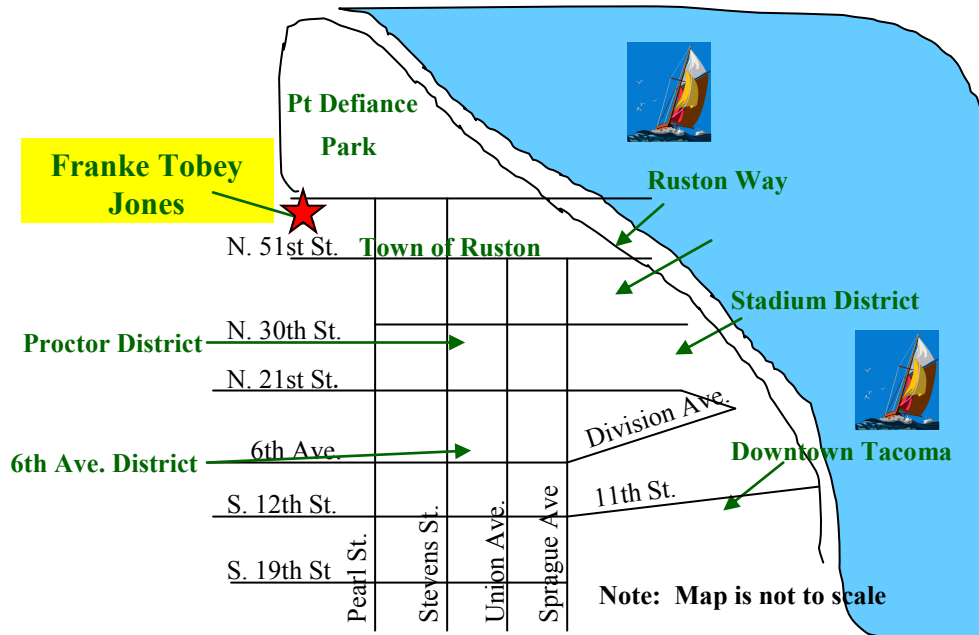 Pt Defiance
Park
Franke Tobey
Jones
Ruston Way
N. 51st St.
Town of Ruston
Stadium District
N. 30th St.
Proctor District
N. 21st St.
Division Ave.
6th Ave.
6th Ave. District
Downtown Tacoma
11th St.
S. 12th St.
Pearl St.
Stevens St.
Union Ave.
Sprague Ave
S. 19th St
Note:  Map is not to scale